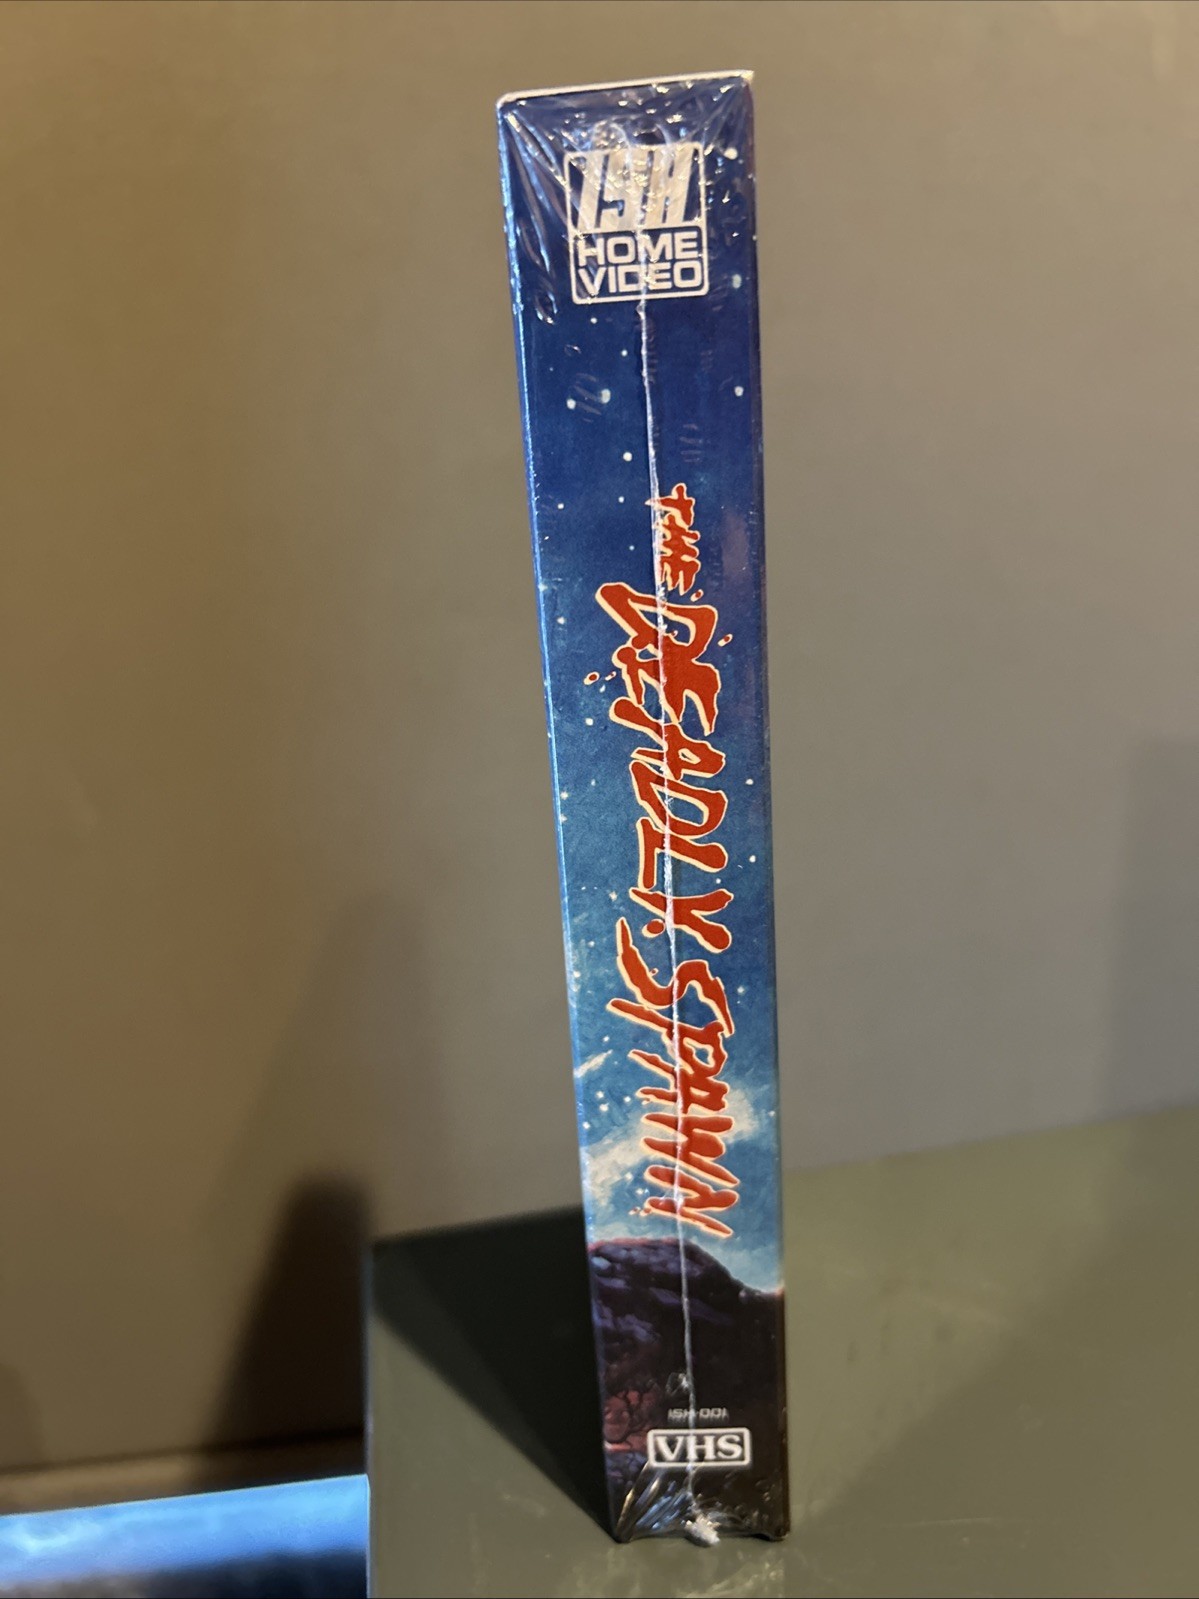 ISH
HOME
VIDEO
THE
DEADLY SPAWN
ISH-001
VHS